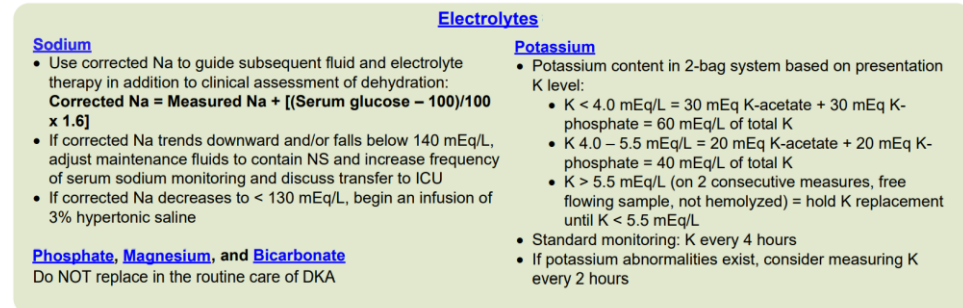 Electrolytes
Sodium
• Use corrected Na to guide subsequent fluid and electrolyte
therapy in addition to clinical assessment of dehydration:
Corrected Na = Measured Na + [(Serum glucose – 100)/100
x 1.6]
• If corrected Na trends downward and/or falls below 140 mEq/L,
adjust maintenance fluids to contain NS and increase frequency
of serum sodium monitoring and discuss transfer to ICU
• If corrected Na decreases to < 130 mEq/L, begin an infusion of
3% hypertonic saline
Phosphate, Magnesium, and Bicarbonate
Do NOT replace in the routine care of DKA
Potassium
• Potassium content in 2-bag system based on presentation
K level:
• K < 4.0 mEq/L = 30 mEq K-acetate + 30 mEq K-
phosphate = 60 mEq/L of total K
• K 4.0 – 5.5 mEq/L = 20 mEq K-acetate + 20 mEq K-
phosphate = 40 mEq/L of total K
• K > 5.5 mEq/L (on 2 consecutive measures, free
flowing sample, not hemolyzed) = hold K replacement
until K < 5.5 mEq/L
• Standard monitoring: K every 4 hours
• If potassium abnormalities exist, consider measuring K
every 2 hours